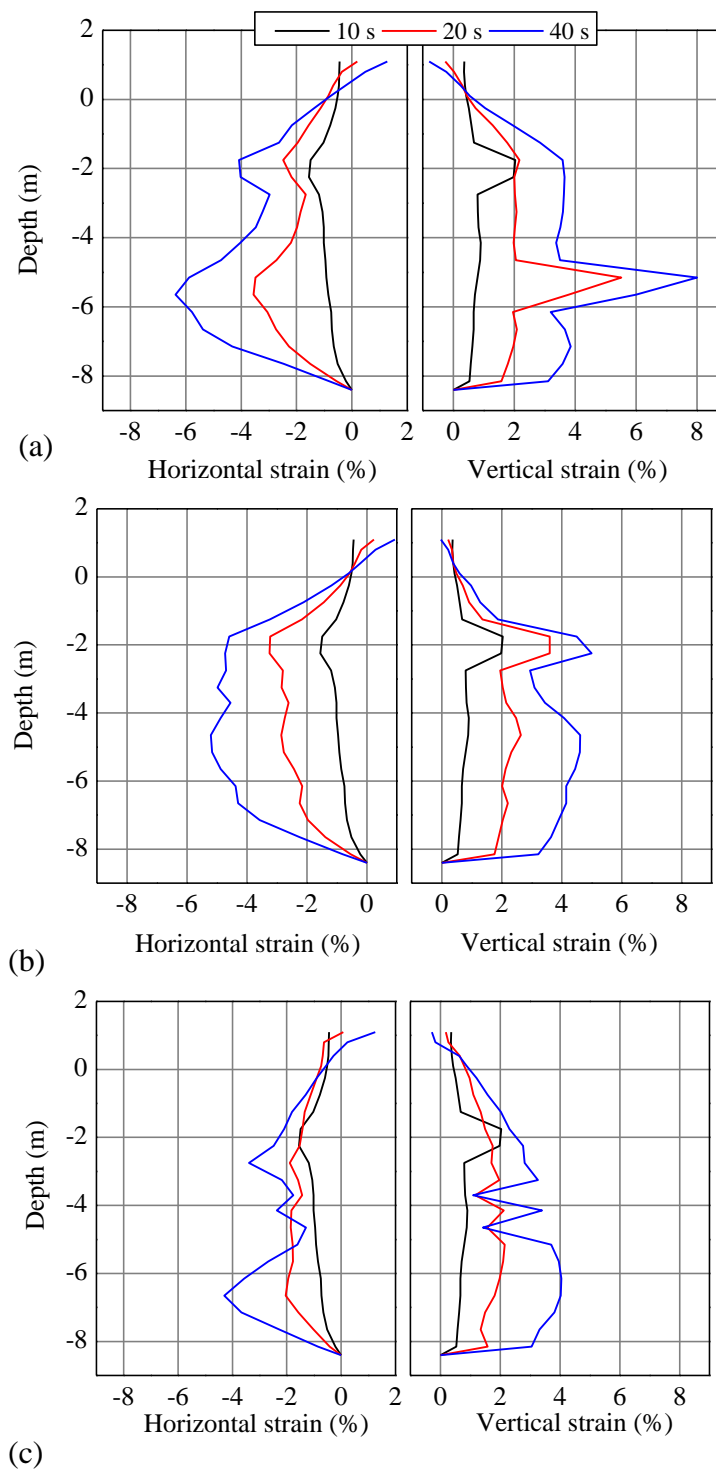 10 s 20 s 40 s
2
0
-2
-4
-6
-8
Depth (m)
-8 -6 -4 -2 0 2 0 2 4 6 8
(a) Horizontal strain (%) Vertical strain (%)
2
0
-2
-4
-6
-8
Depth (m)
-8 -6 -4 -2 0 0 2 4 6 8
(b) Horizontal strain (%) Vertical strain (%)
2
0
-2
-4
-6
-8
Depth (m)
-8 -6 -4 -2 0 2 0 2 4 6 8
Horizontal strain (%) Vertical strain (%)
(c)